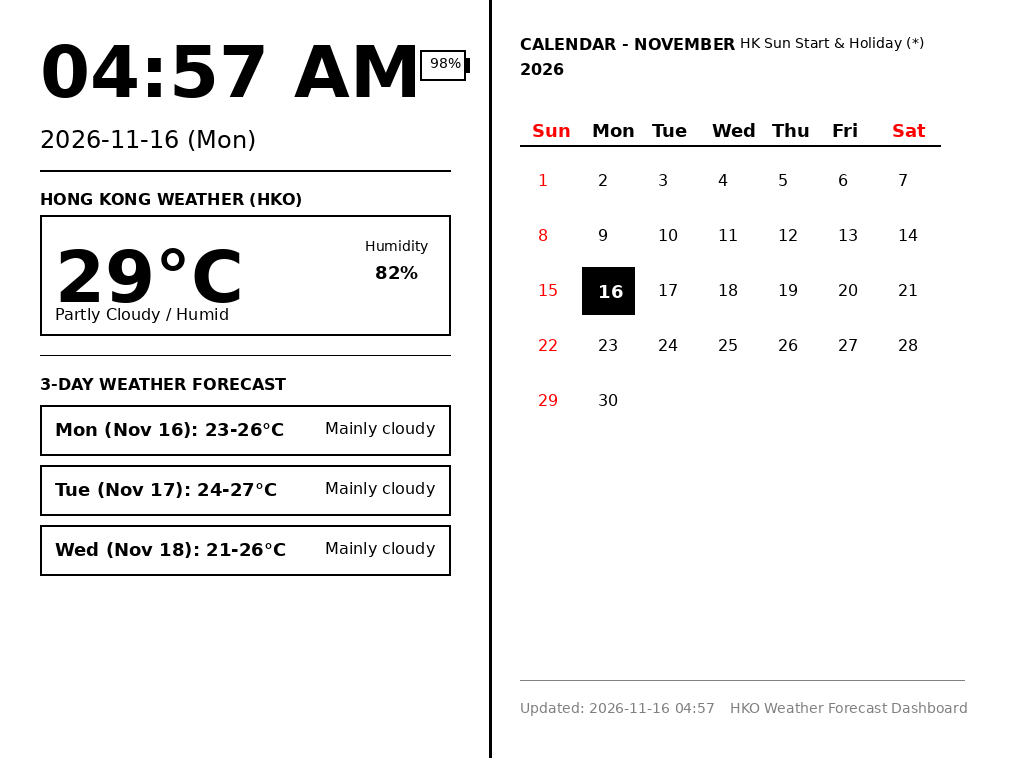 04:57 AM
98%
2026-11-16 (Mon)
HONG KONG WEATHER (HKO)
29°C
Humidity
82%
Partly Cloudy / Humid
3-DAY WEATHER FORECAST
Mon (Nov 16): 23-26°C Mainly cloudy
Tue (Nov 17): 24-27°C Mainly cloudy
Wed (Nov 18): 21-26°C Mainly cloudy
CALENDAR - NOVEMBER 2026
HK Sun Start & Holiday (*)
Sun Mon Tue Wed Thu Fri Sat
1 2 3 4 5 6 7
8 9 10 11 12 13 14
15 16 17 18 19 20 21
22 23 24 25 26 27 28
29 30
Updated: 2026-11-16 04:57 HKO Weather Forecast Dashboard